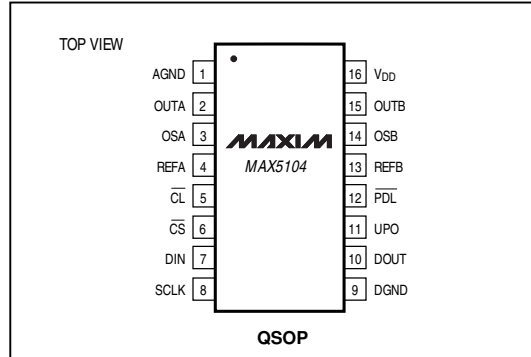 TOP VIEW
AGND 1 16 VDD
OUTA 2 15 OUTB
OSA 3 14 OSB
MAXIM
REFA 4 MAX5104 13 REFB
CL 5 12 PDL
CS 6 11 UPO
DIN 7 10 DOUT
SCLK 8 9 DGND
QSOP